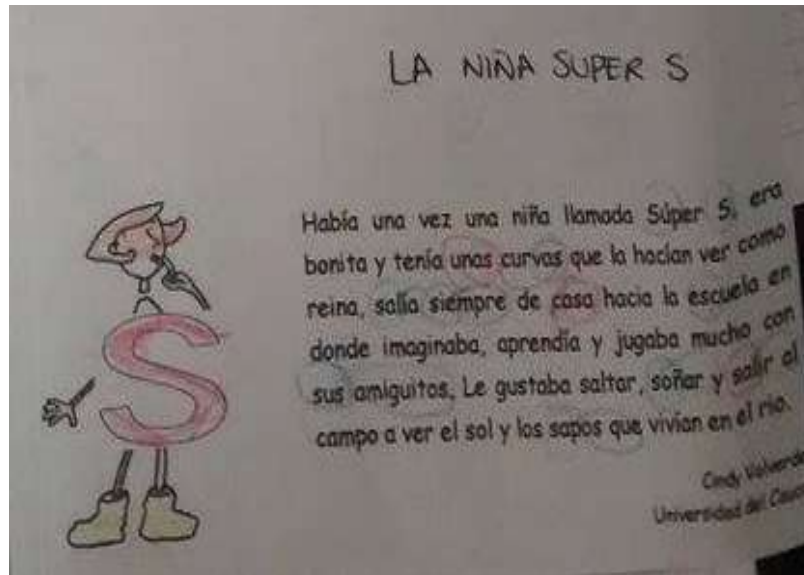 LA NIÑA SUPER S
S
Había una vez una niña llamada Súper S, era
bonita y tenía unas curvas que la hacían ver como
reina, salía siempre de casa hacia la escuela en
donde imaginaba, aprendía y jugaba mucho con
sus amiguitos, Le gustaba saltar, soñar y salir al
campo a ver el sol y los sapos que vivían en el río.
Cindy Valverde
Universidad del Cauca